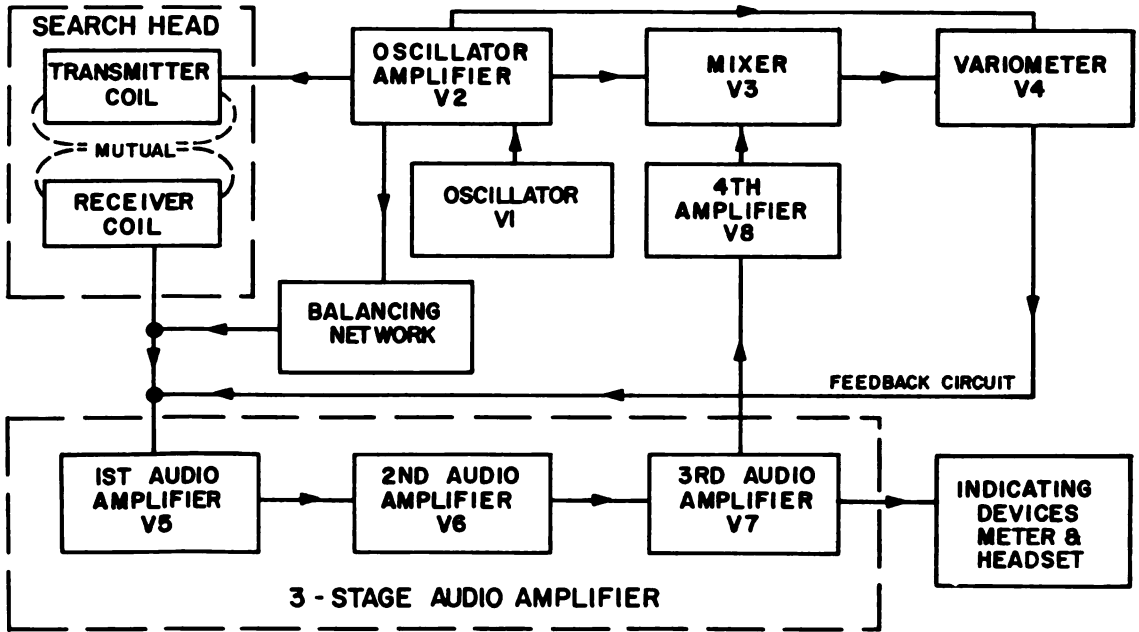 SEARCH HEAD
TRANSMITTER
COIL
= MUTUAL =
RECEIVER
COIL
OSCILLATOR
AMPLIFIER
V2
MIXER
V3
VARIOMETER
V4
OSCILLATOR
V1
4TH
AMPLIFIER
V8
BALANCING
NETWORK
FEEDBACK CIRCUIT
1ST AUDIO
AMPLIFIER
V5
2ND AUDIO
AMPLIFIER
V6
3RD AUDIO
AMPLIFIER
V7
INDICATING
DEVICES
METER &
HEADSET
3 - STAGE AUDIO AMPLIFIER